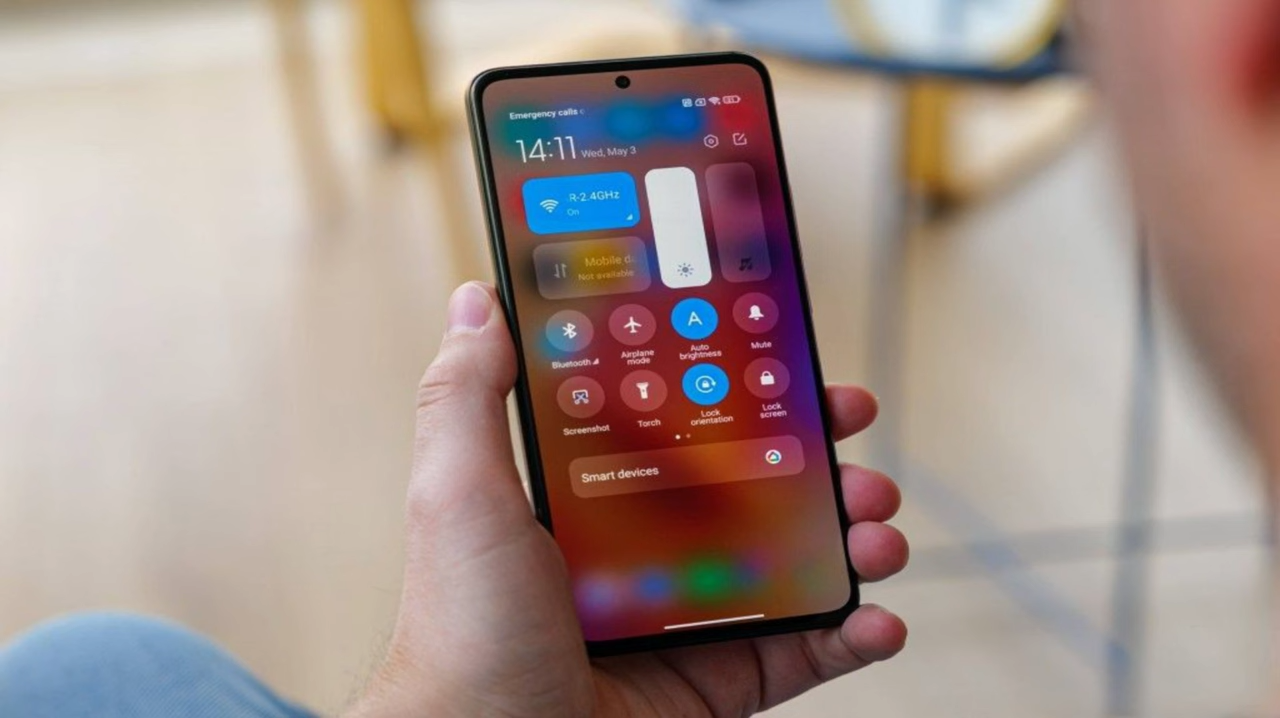 Emergency calls
14:11 Wed, May 3
R-2.4GHz
On
Mobile
Not available
Bluetooth
Airplane
mode
Auto
brightness
Mute
Screenshot
Torch
Lock
orientation
Lock
screen
Smart devices